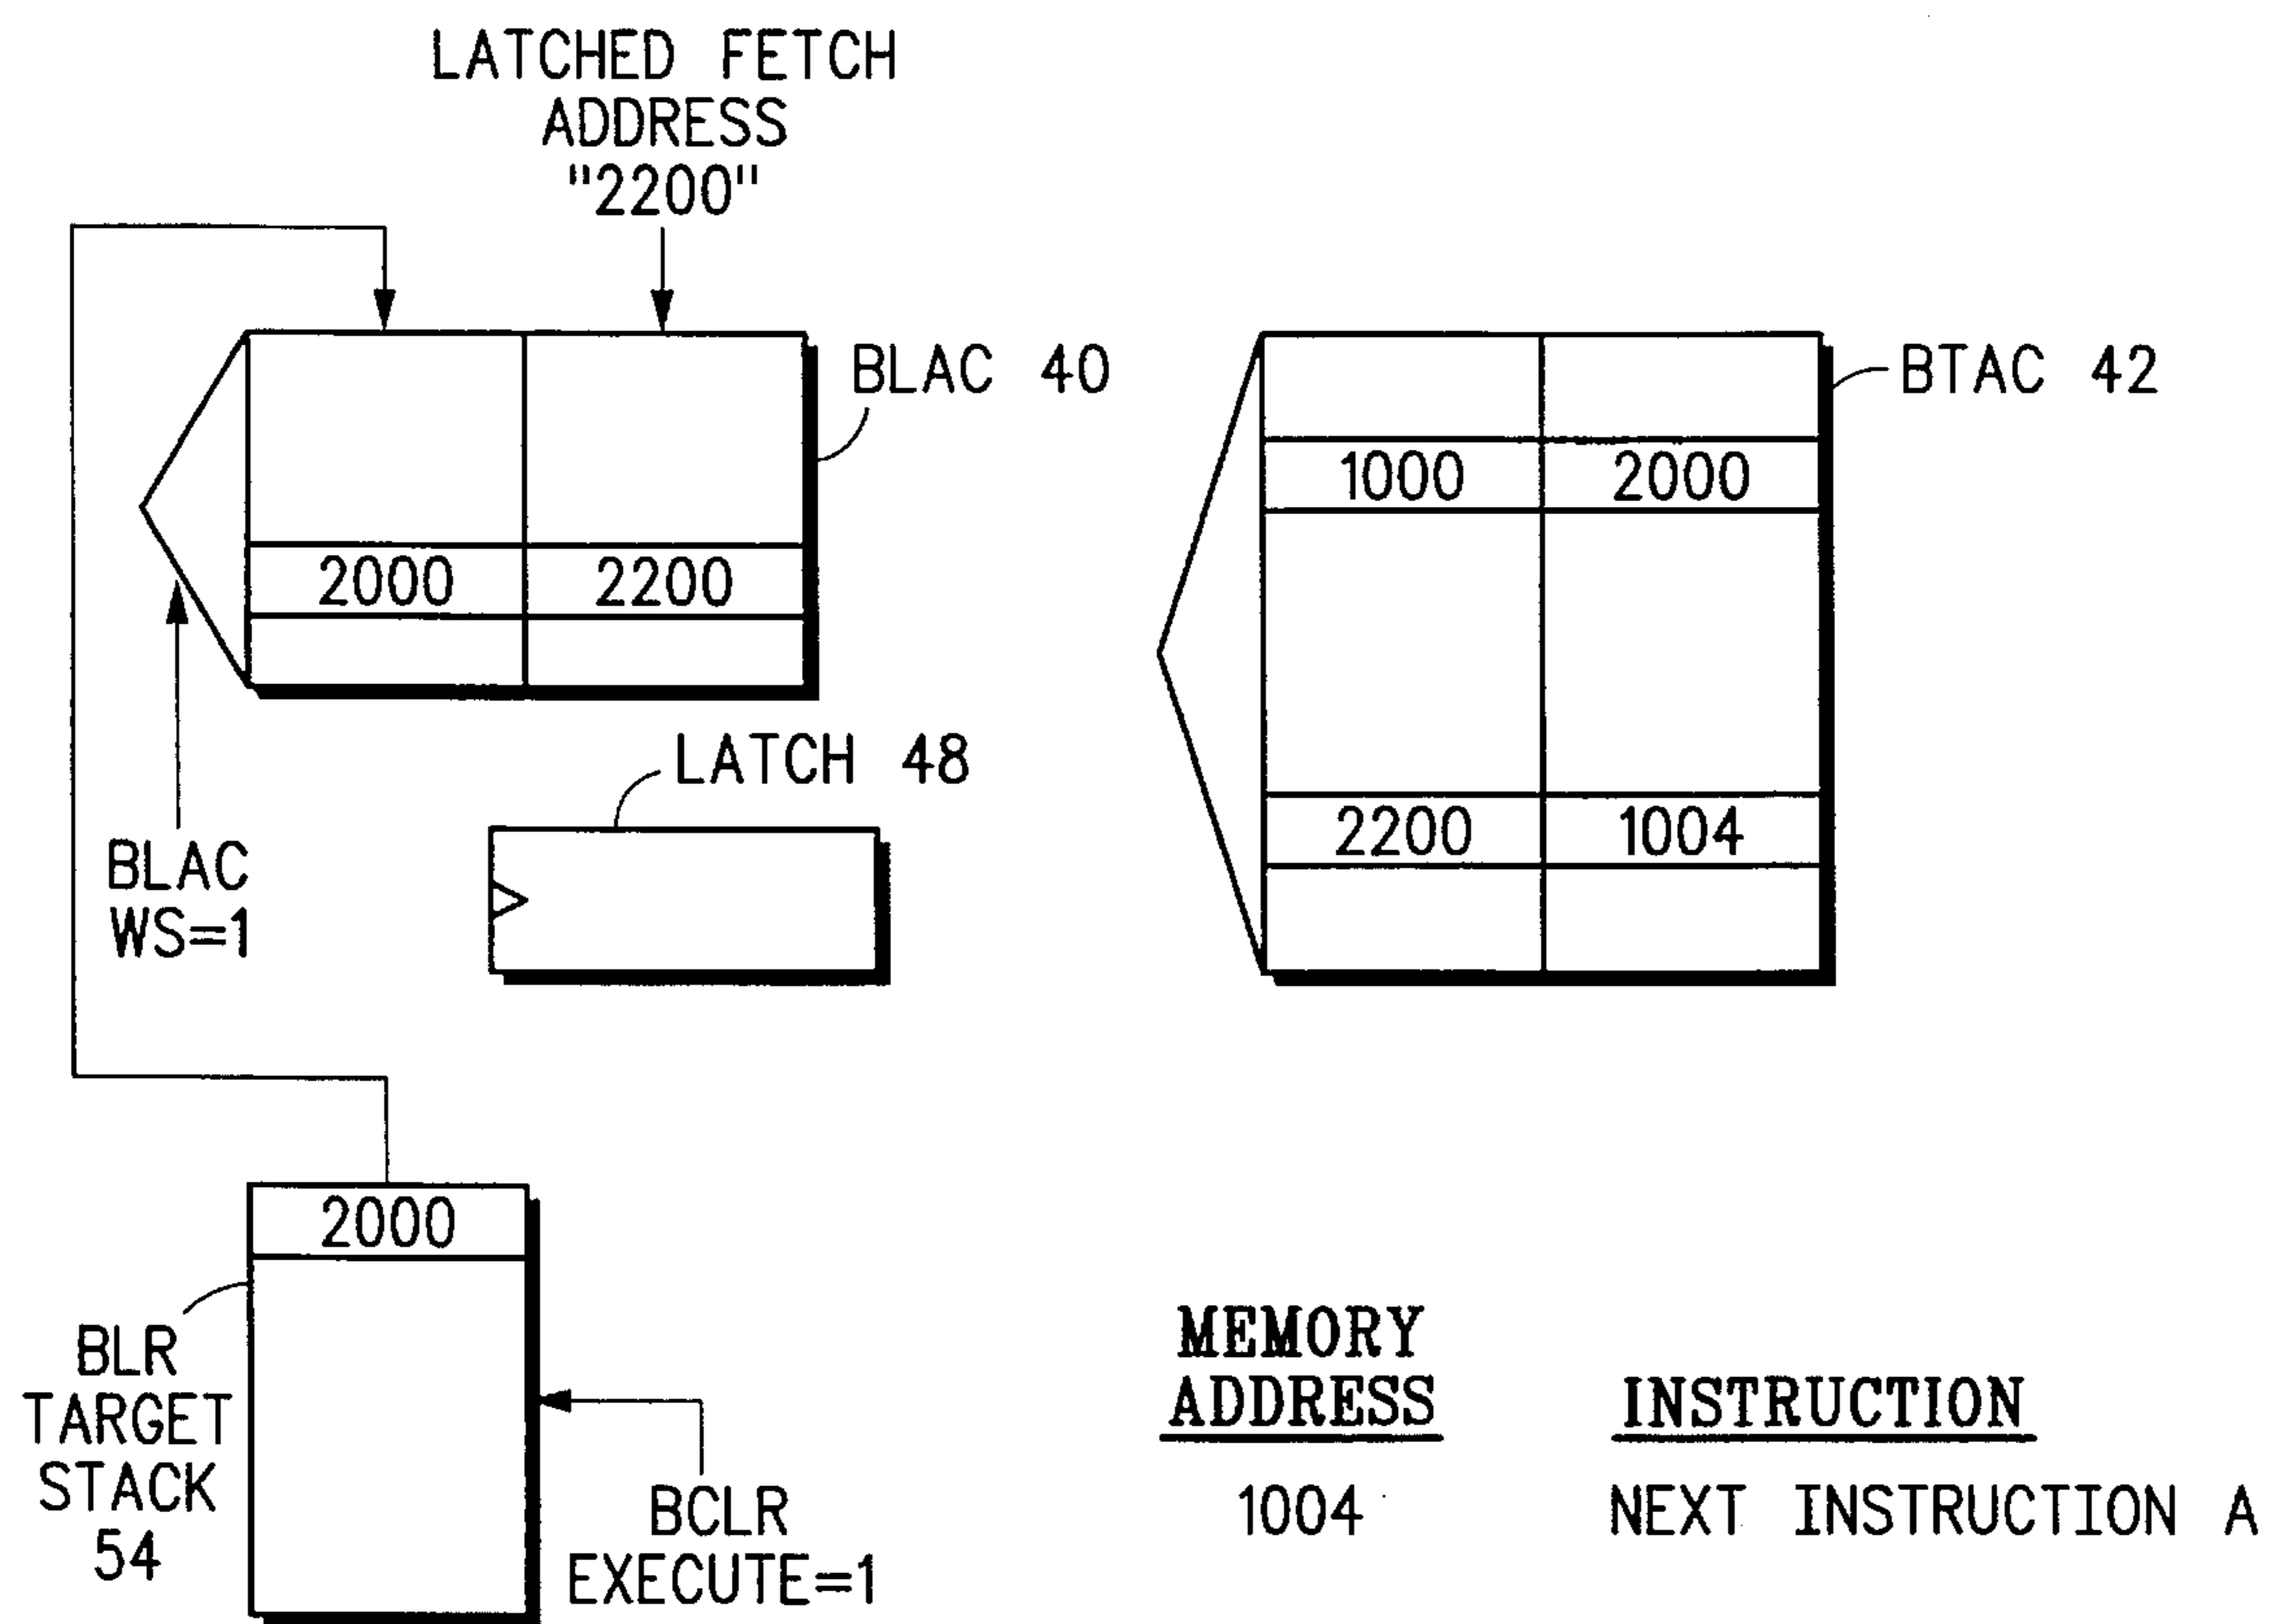 LATCHED FETCH
ADDRESS
"2200"
BLAC 40
BTAC 42
1000 2000
2000 2200
LATCH 48
2200 1004
BLAC
WS=1
2000
BLR
TARGET
STACK
54
BCLR
EXECUTE=1
MEMORY
ADDRESS INSTRUCTION
1004 NEXT INSTRUCTION A